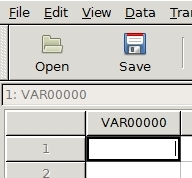 File Edit View Data
Open Save
1: VAR00000
VAR00000
1
2